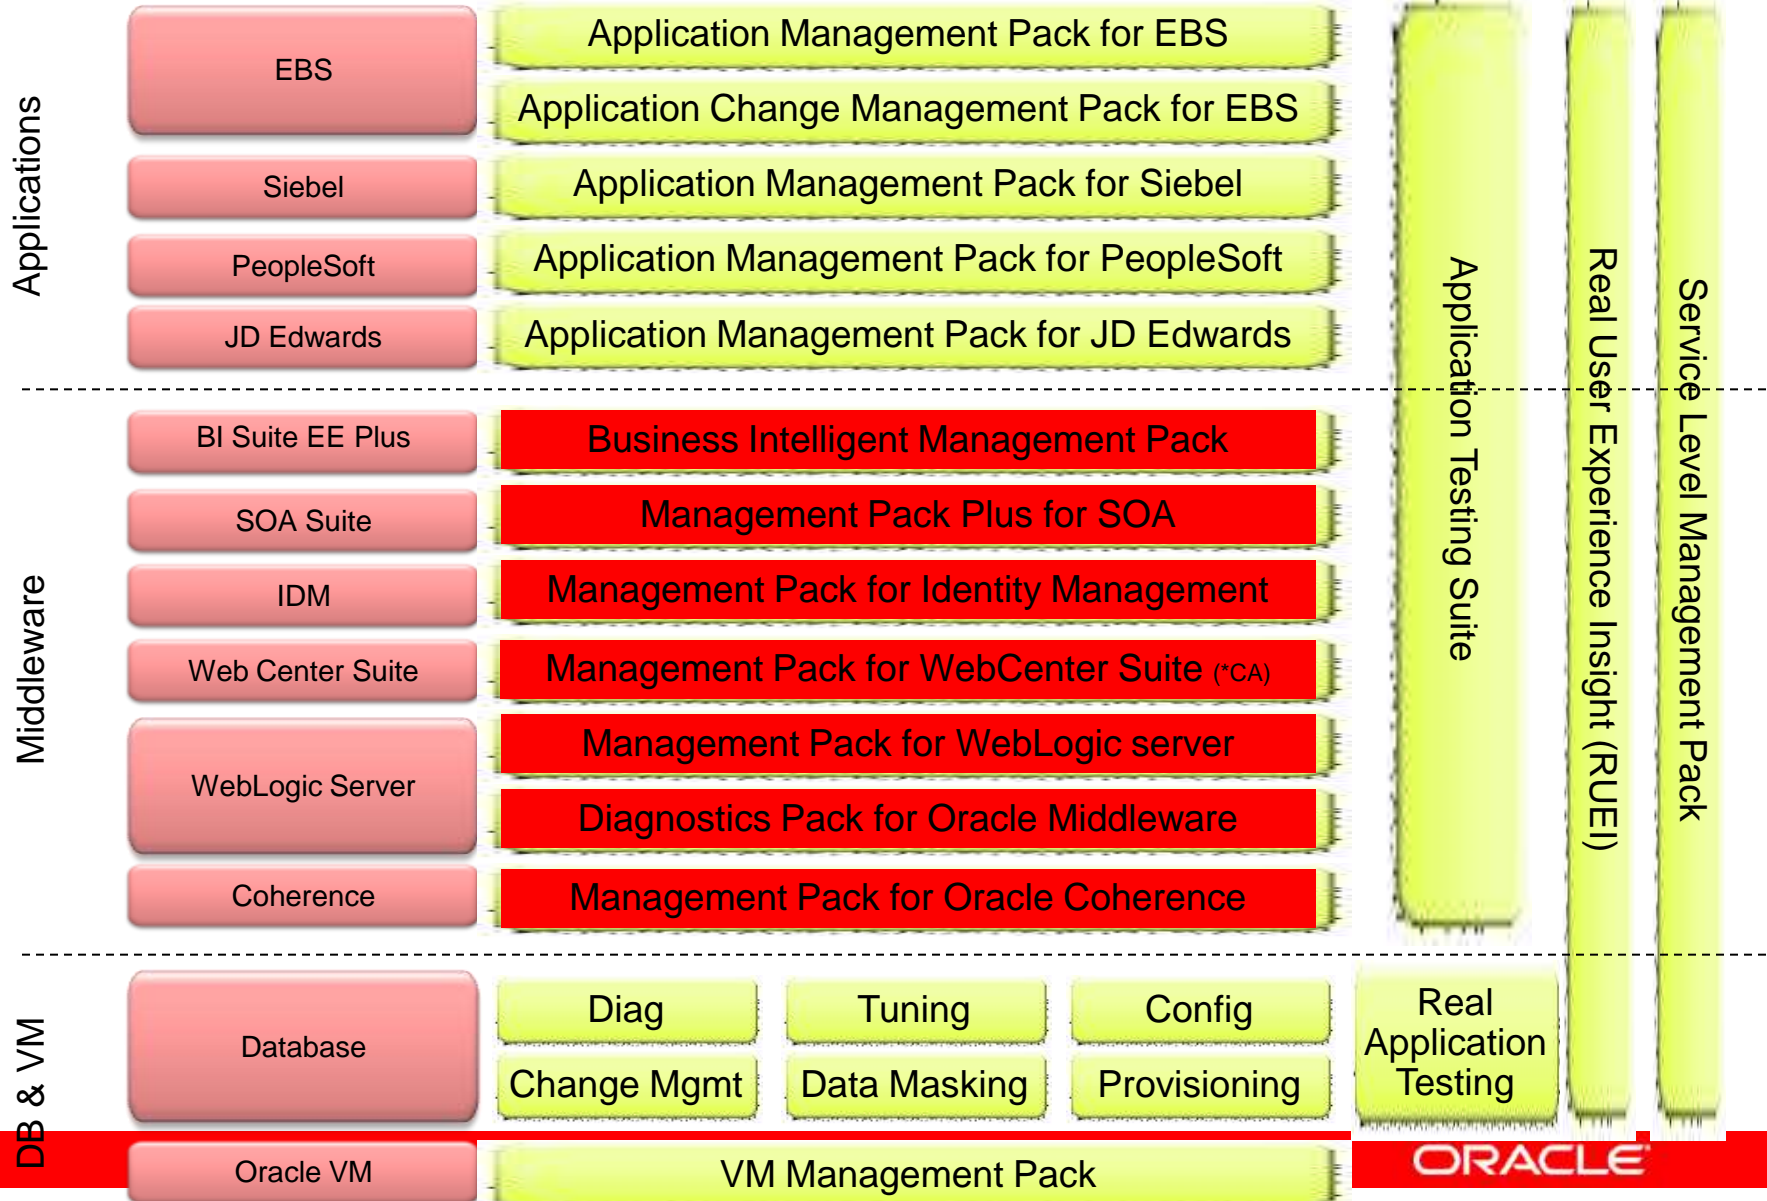 Applications
EBS
Application Management Pack for EBS
Application Change Management Pack for EBS
Siebel
Application Management Pack for Siebel
PeopleSoft
Application Management Pack for PeopleSoft
JD Edwards
Application Management Pack for JD Edwards
Middleware
BI Suite EE Plus
Business Intelligent Management Pack
SOA Suite
Management Pack Plus for SOA
IDM
Management Pack for Identity Management
Web Center Suite
Management Pack for WebCenter Suite (*CA)
WebLogic Server
Management Pack for WebLogic server
Diagnostics Pack for Oracle Middleware
Coherence
Management Pack for Oracle Coherence
Application Testing Suite
Real User Experience Insight (RUEI)
Service Level Management Pack
DB & VM
Database
Diag
Tuning
Config
Change Mgmt
Data Masking
Provisioning
Real
Application
Testing
Oracle VM
VM Management Pack
ORACLE